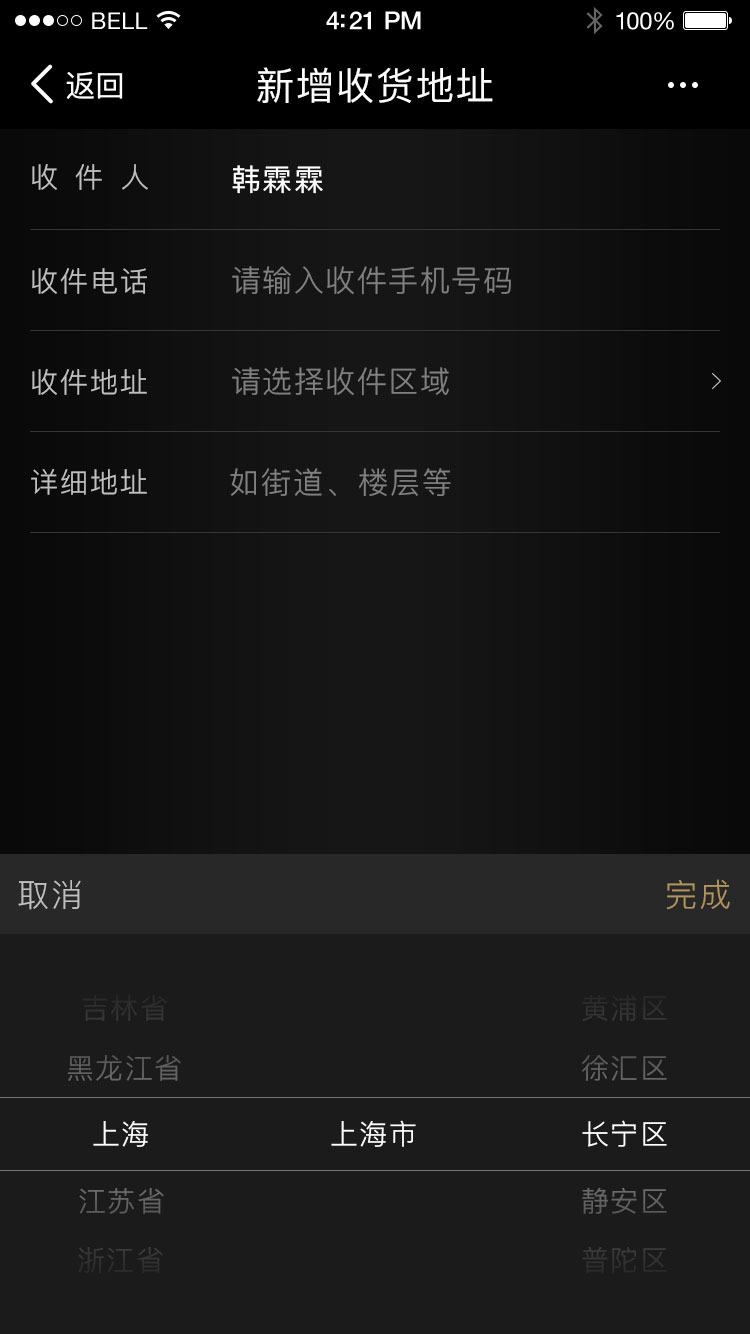 BELL 4:21 PM 100%
返回 新增收货地址
收件人 韩霖霖
收件电话 请输入收件手机号码
收件地址 请选择收件区域
详细地址 如街道、楼层等
取消 完成
吉林省 黄浦区
黑龙江省 徐汇区
上海 上海市 长宁区
江苏省 静安区
浙江省 普陀区